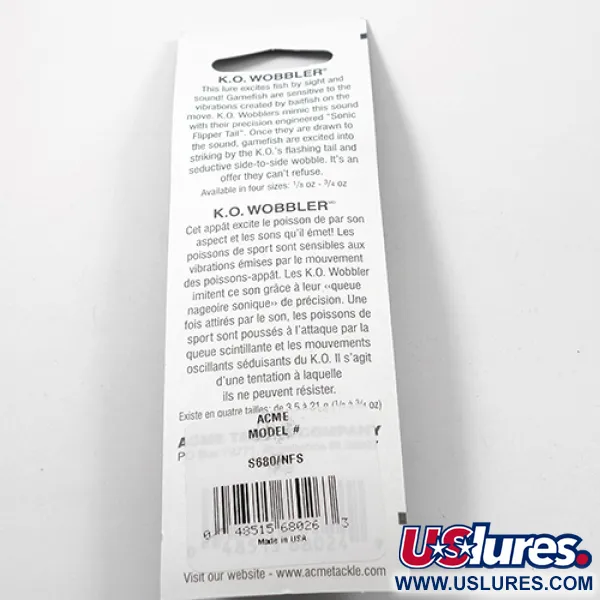 K.O. WOBBLER®
This lure excites fish by sight and
sound! Gamefish are sensitive to the
vibrations created by baitfish on the
move. K.O. Wobblers mimic this sound
with their precision engineered "Sonic
Flipper Tail". Once they are drawn to
the sound, gamefish are excited into
striking by the K.O.'s flashing tail and
seductive side-to-side wobble. It's an
offer they can't refuse.
Available in four sizes: 1/8 oz - 3/4 oz
K.O. WOBBLER
Cet appât excite le poisson de par son
aspect et les sons qu'il émet! Les
poissons de sport sont sensibles aux
vibrations émises par le mouvement
des poissons-appât. Les K.O. Wobbler
imitent ce son grâce à leur «queue
nageoire sonique» de précision. Une
fois attirés par le son, les poissons de
sport sont poussés à l'attaque par la
queue scintillante et les mouvements
oscillants séduisants du K.O. Il s'agit
d'une tentation à laquelle
ils ne peuvent résister.
Existe en quatre tailles: de 3,5 à 21 g (1/8 à 3/4 oz)
ACME
MODEL #
S680/NFS
0 48515 68026 3
Made in USA
Visit our website - www.acmetackle.com
USlures.
WWW.USLURES.COM